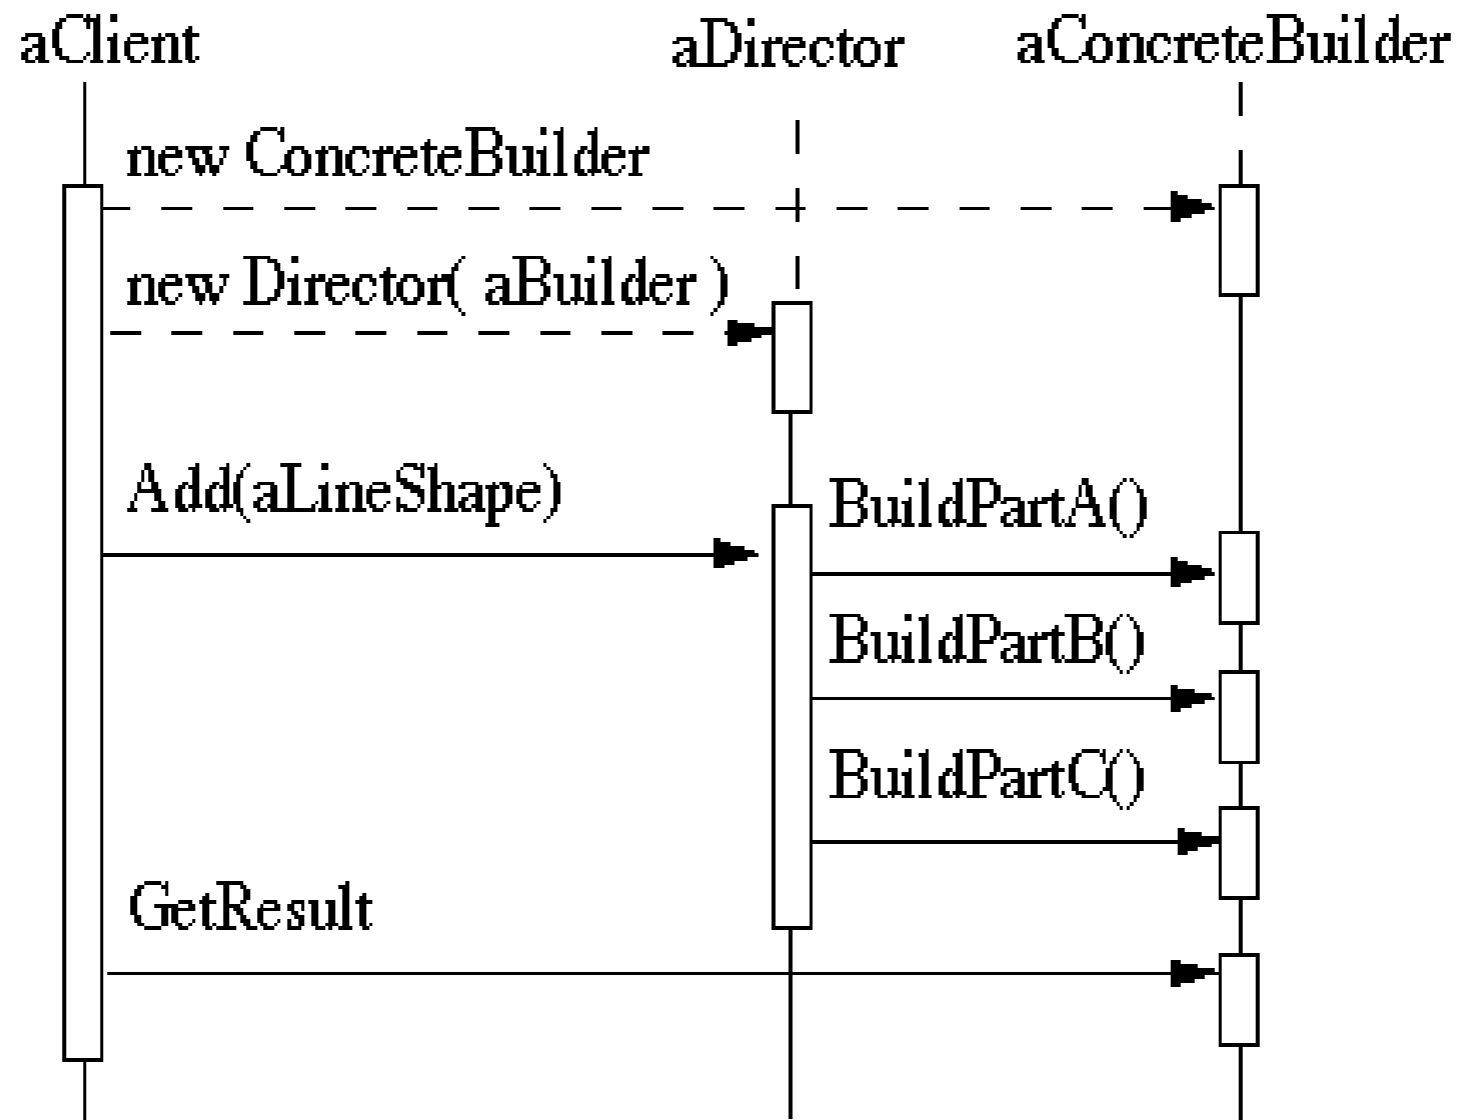 aClient
aDirector
aConcreteBuilder
new ConcreteBuilder
new Director( aBuilder )
Add(aLineShape)
BuildPartA()
BuildPartB()
BuildPartC()
GetResult